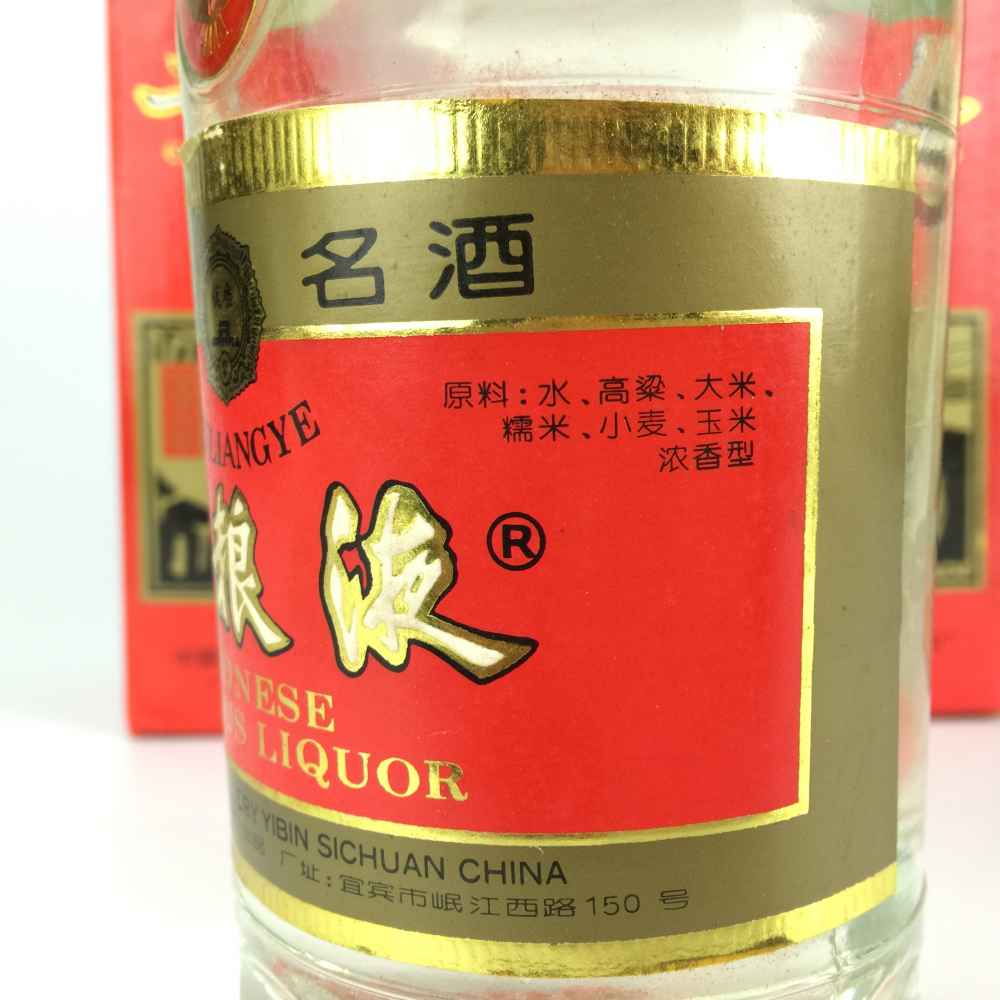 名酒
LIANGYE
原料:水、高粱、大米、
糯米、小麦、玉米
浓香型
粮液®
NESE
S LIQUOR
ERY YIBIN SICHUAN CHINA
厂址:宜宾市岷江西路150 号